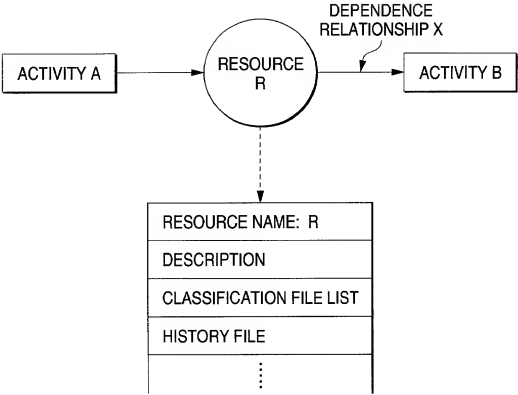 DEPENDENCE
RELATIONSHIP X
ACTIVITY A
RESOURCE
R
ACTIVITY B
RESOURCE NAME: R
DESCRIPTION
CLASSIFICATION FILE LIST
HISTORY FILE